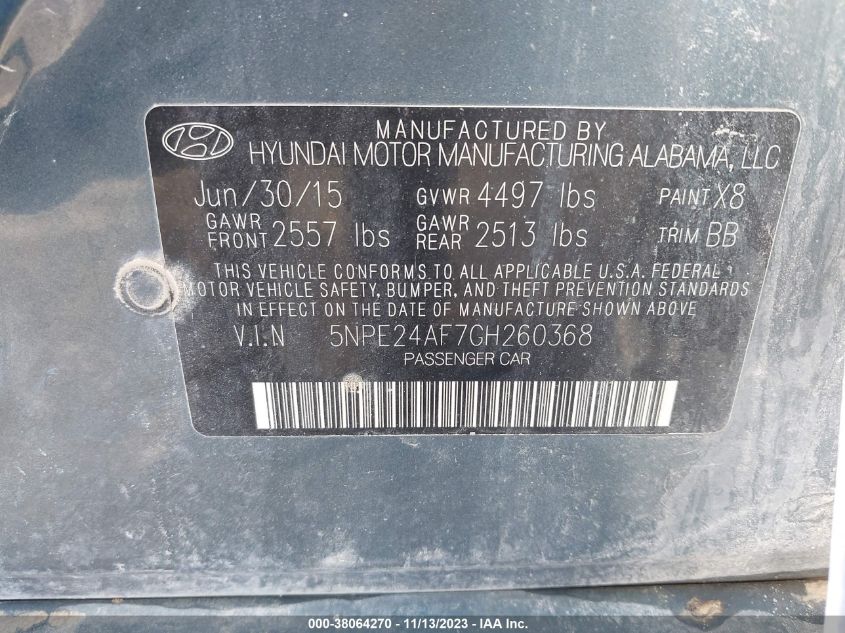 MANUFACTURED BY
HYUNDAI MOTOR MANUFACTURING ALABAMA, LLC
Jun/30/15 GVWR 4497 lbs PAINT X8
GAWR FRONT 2557 lbs GAWR REAR 2513 lbs TRIM BB
THIS VEHICLE CONFORMS TO ALL APPLICABLE U.S.A. FEDERAL
MOTOR VEHICLE SAFETY, BUMPER, AND THEFT PREVENTION STANDARDS
IN EFFECT ON THE DATE OF MANUFACTURE SHOWN ABOVE
V.I.N 5NPE24AF7GH260368
PASSENGER CAR
000-38064270 - 11/13/2023 - IAA Inc.